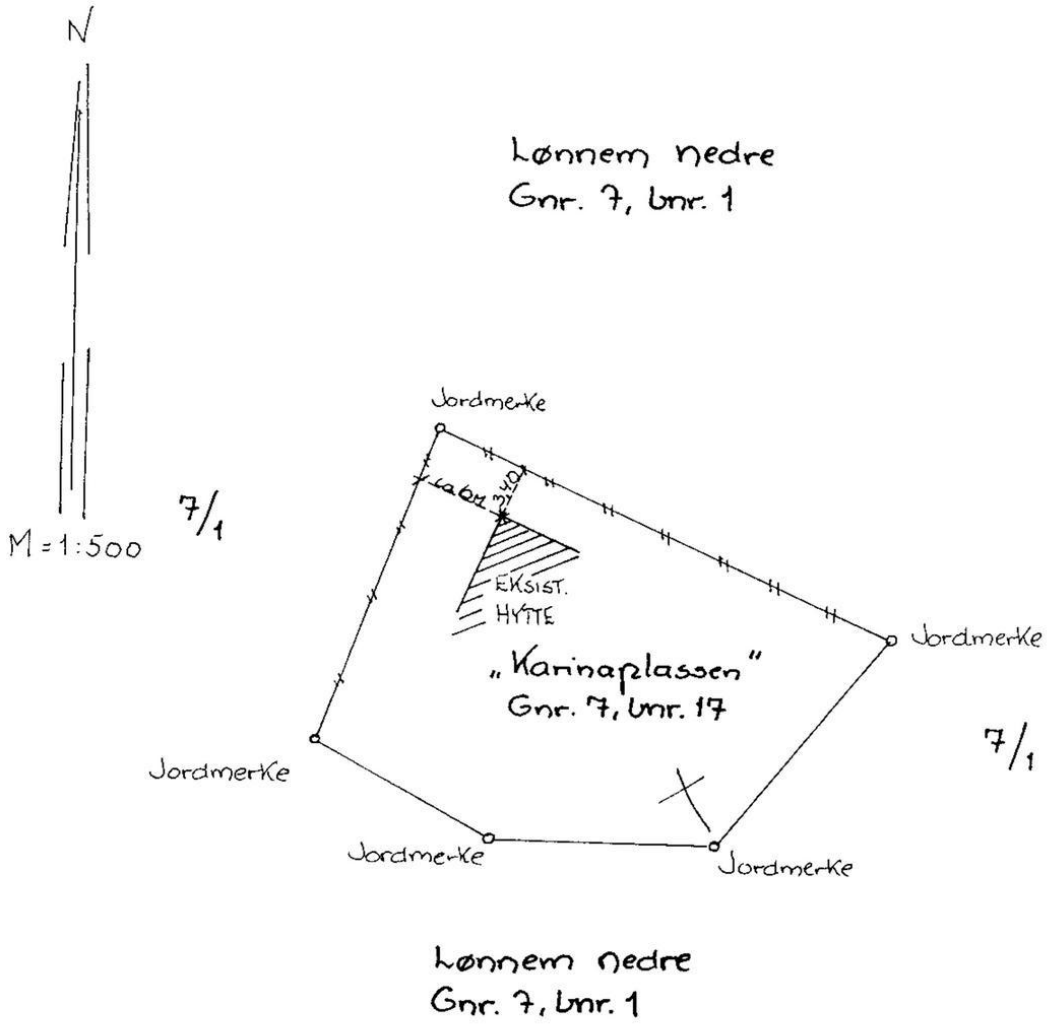 N
Lønnem nedre
Gnr. 7, bnr. 1
Jordmerke
7/1
M = 1:500
ca 6m
3,40
EKSIST.
HYTTE
Jordmerke
„Karinaplassen"
Gnr. 7, bnr. 17
7/1
Jordmerke
Jordmerke
Jordmerke
Lønnem nedre
Gnr. 7, bnr. 1